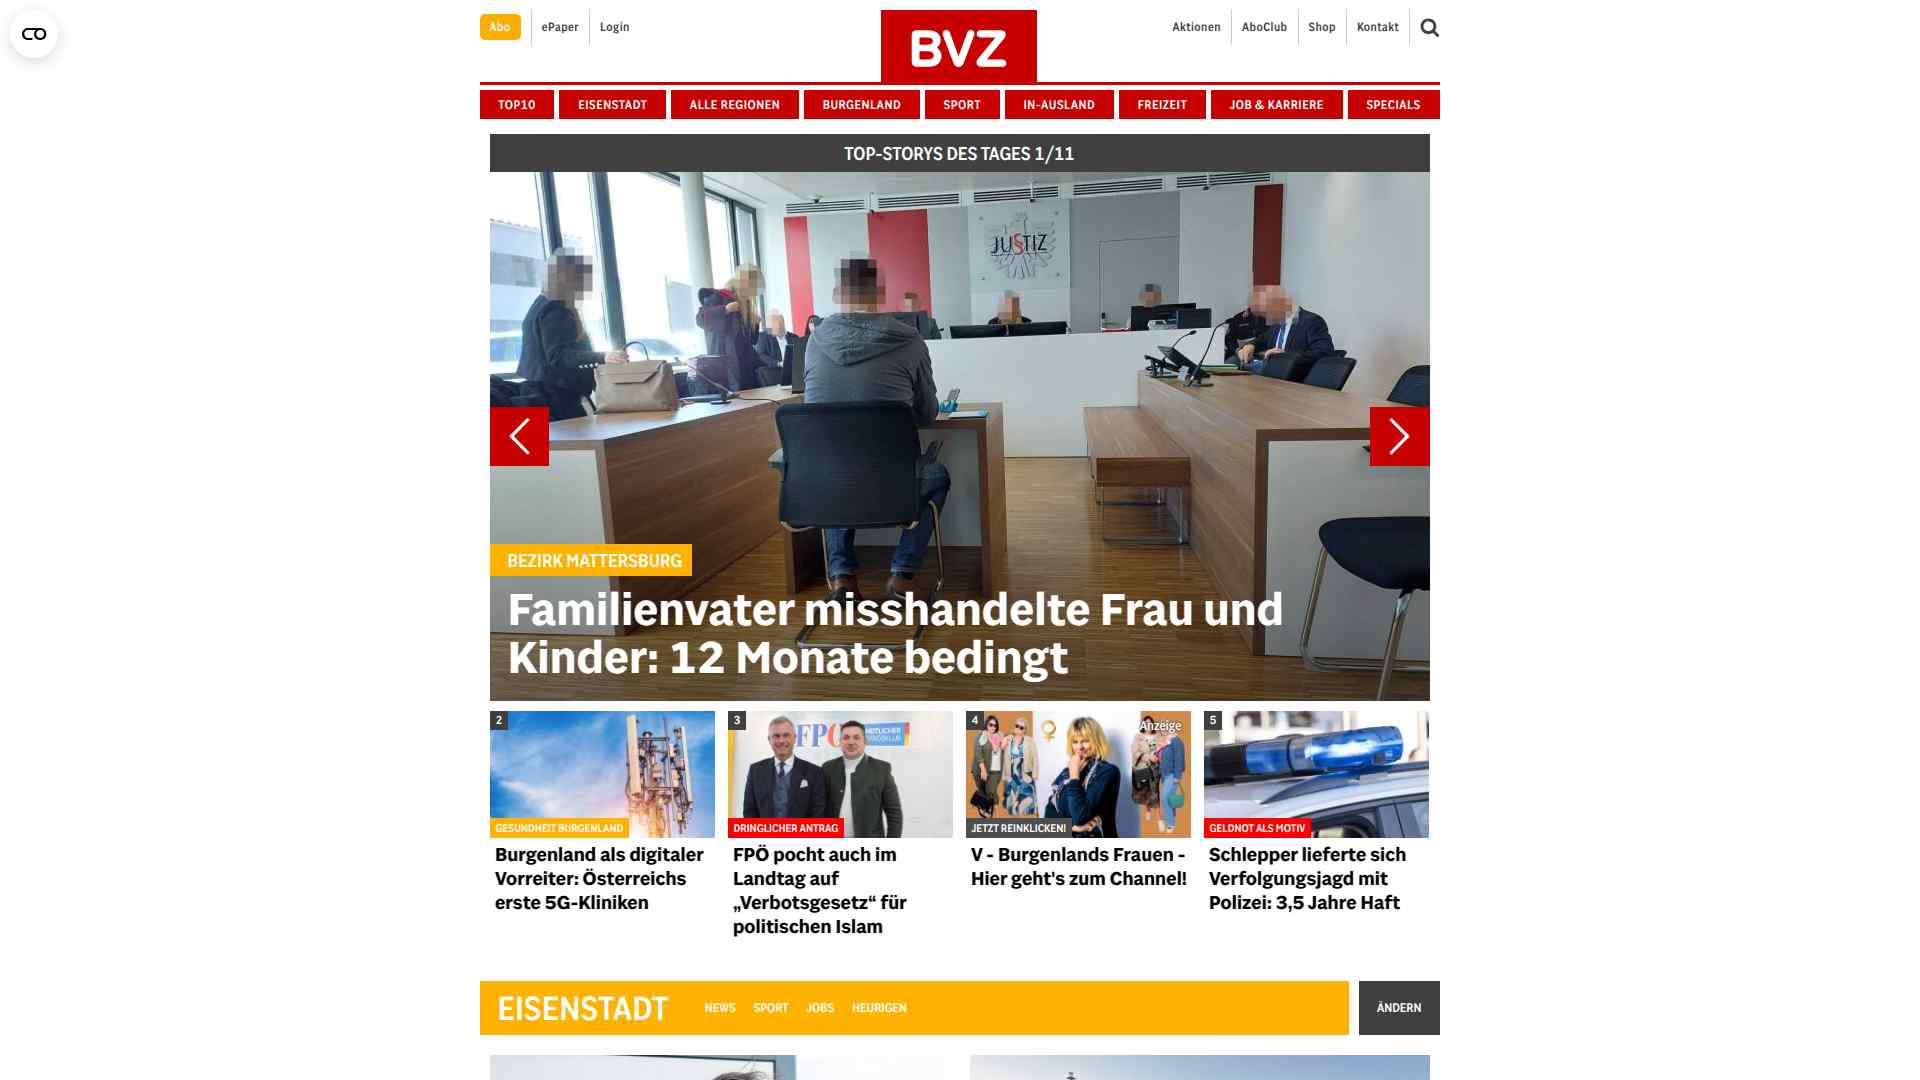 Abo
ePaper
Login
BVZ
Aktionen
AboClub
Shop
Kontakt
TOP10
EISENSTADT
ALLE REGIONEN
BURGENLAND
SPORT
IN-AUSLAND
FREIZEIT
JOB & KARRIERE
SPECIALS
TOP-STORYS DES TAGES 1/11
JUSTIZ
BEZIRK MATTERSBURG
Familienvater misshandelte Frau und
Kinder: 12 Monate bedingt
2
GESUNDHEIT BURGENLAND
Burgenland als digitaler
Vorreiter: Österreichs
erste 5G-Kliniken
3
FPÖ
DRINGLICHER ANTRAG
FPÖ pocht auch im
Landtag auf
„Verbotsgesetz“ für
politischen Islam
4
Anzeige
JETZT REINKLICKEN!
V - Burgenlands Frauen -
Hier geht's zum Channel!
5
GELDNOT ALS MOTIV
Schlepper lieferte sich
Verfolgungsjagd mit
Polizei: 3,5 Jahre Haft
EISENSTADT
NEWS
SPORT
JOBS
HEURIGEN
ÄNDERN